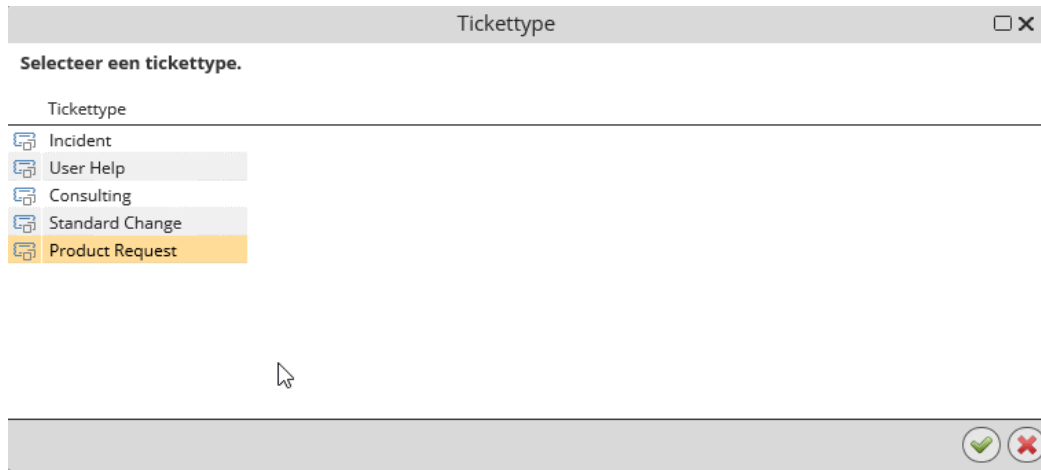 Tickettype
Selecteer een tickettype.
Tickettype
Incident
User Help
Consulting
Standard Change
Product Request